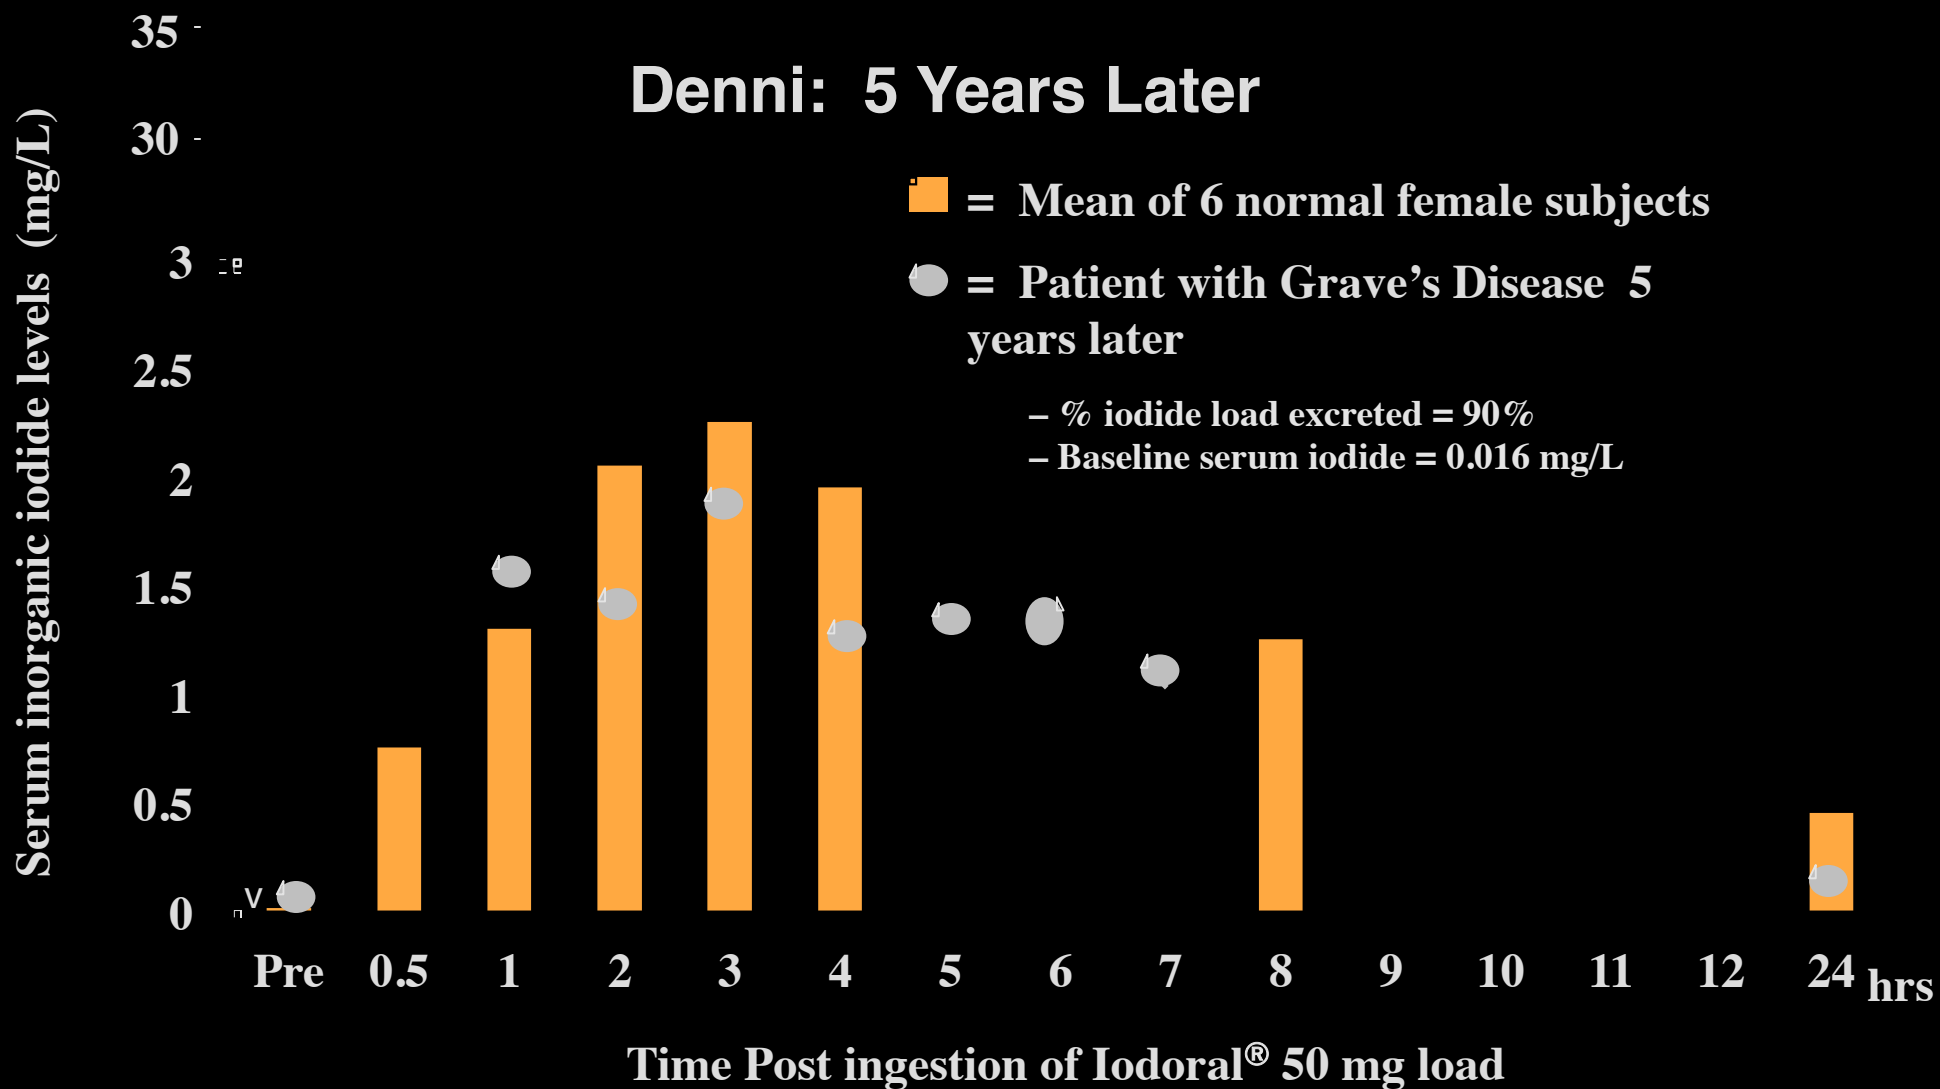 35
Denni: 5 Years Later
30
= Mean of 6 normal female subjects
3
= Patient with Grave’s Disease 5
years later
2.5
– % iodide load excreted = 90%
– Baseline serum iodide = 0.016 mg/L
2
1.5
1
0.5
0
V
Serum inorganic iodide levels (mg/L)
Pre 0.5 1 2 3 4 5 6 7 8 9 10 11 12 24 hrs
Time Post ingestion of Iodoral® 50 mg load